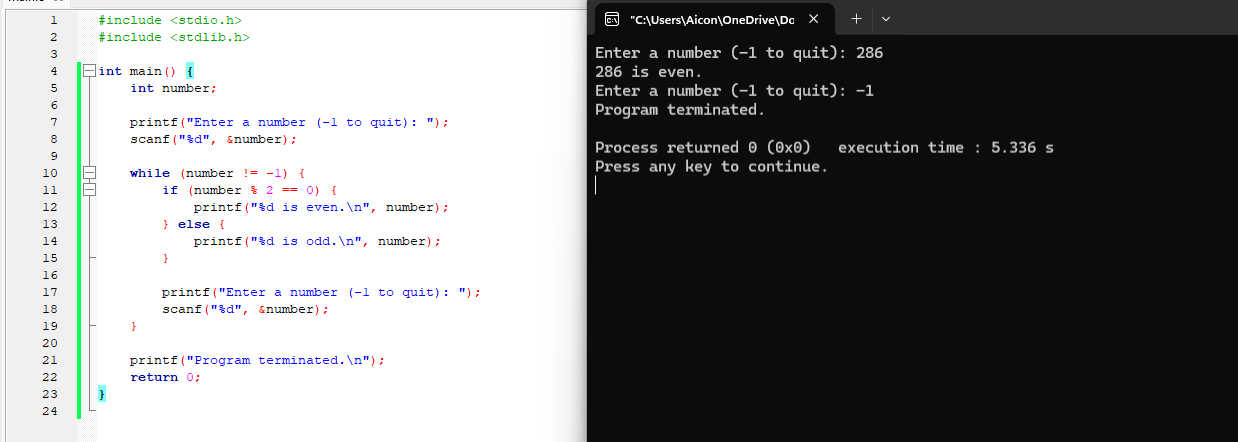 1 #include <stdio.h>
2 #include <stdlib.h>
3
4 int main() {
5 int number;
6
7 printf("Enter a number (-1 to quit): ");
8 scanf("%d", &number);
9
10 while (number != -1) {
11 if (number % 2 == 0) {
12 printf("%d is even.\n", number);
13 } else {
14 printf("%d is odd.\n", number);
15 }
16
17 printf("Enter a number (-1 to quit): ");
18 scanf("%d", &number);
19 }
20
21 printf("Program terminated.\n");
22 return 0;
23 }
24
"C:\Users\Aicon\OneDrive\Do
Enter a number (-1 to quit): 286
286 is even.
Enter a number (-1 to quit): -1
Program terminated.
Process returned 0 (0x0)   execution time : 5.336 s
Press any key to continue.